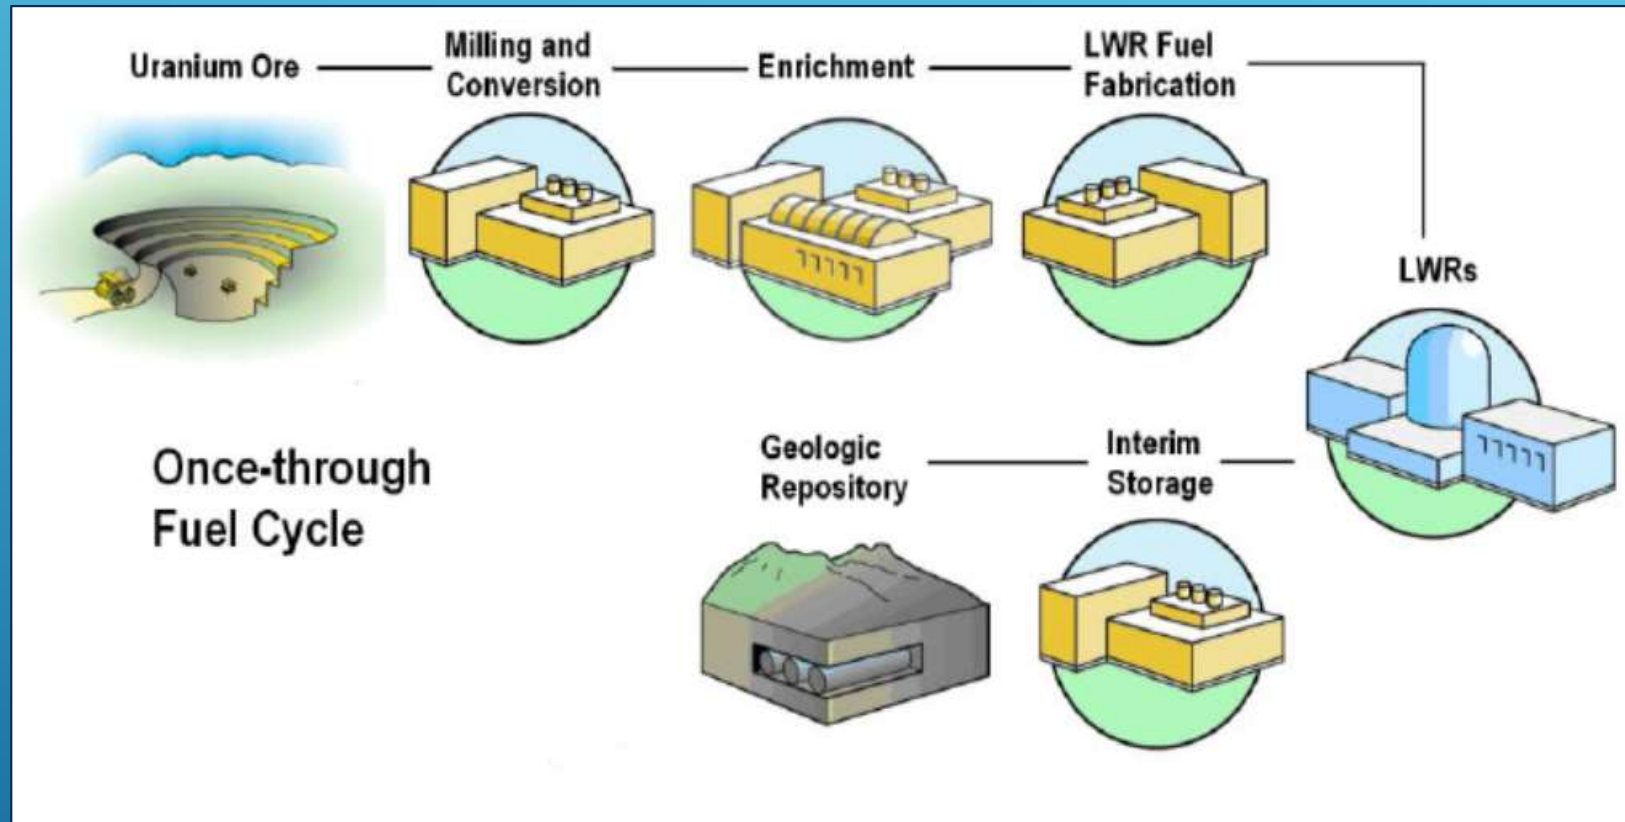 Uranium Ore
Milling and
Conversion
Enrichment
LWR Fuel
Fabrication
LWRs
Once-through
Fuel Cycle
Geologic
Repository
Interim
Storage